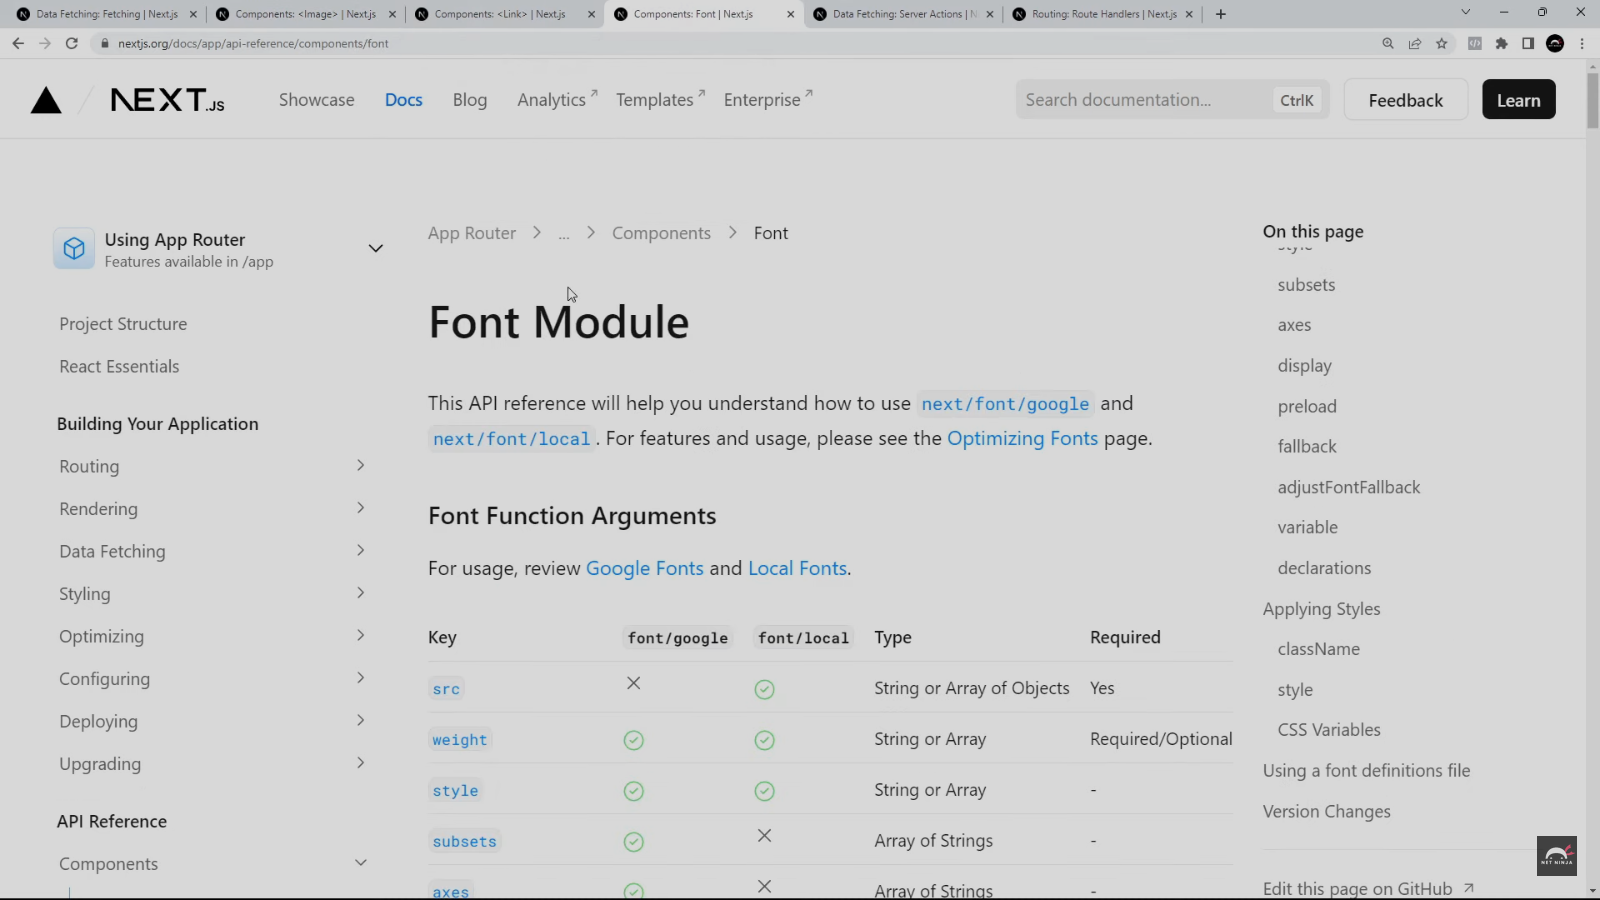 Data Fetching: Fetching | Next.js
Components: <Image> | Next.js
Components: <Link> | Next.js
Components: Font | Next.js
Data Fetching: Server Actions | N
Routing: Route Handlers | Next.js
nextjs.org/docs/app/api-reference/components/font
NEXT.JS
Showcase
Docs
Blog
Analytics
Templates
Enterprise
Search documentation...
CtrlK
Feedback
Learn
Using App Router
Features available in /app
Project Structure
React Essentials
Building Your Application
Routing
Rendering
Data Fetching
Styling
Optimizing
Configuring
Deploying
Upgrading
API Reference
Components
App Router > ... > Components > Font
Font Module
This API reference will help you understand how to use next/font/google and
next/font/local. For features and usage, please see the Optimizing Fonts page.
Font Function Arguments
For usage, review Google Fonts and Local Fonts.
Key font/google font/local Type Required
src String or Array of Objects Yes
weight String or Array Required/Optional
style String or Array -
subsets Array of Strings -
axes Array of Strings -
On this page
style
subsets
axes
display
preload
fallback
adjustFontFallback
variable
declarations
Applying Styles
className
style
CSS Variables
Using a font definitions file
Version Changes
Edit this page on GitHub
NET NINJA